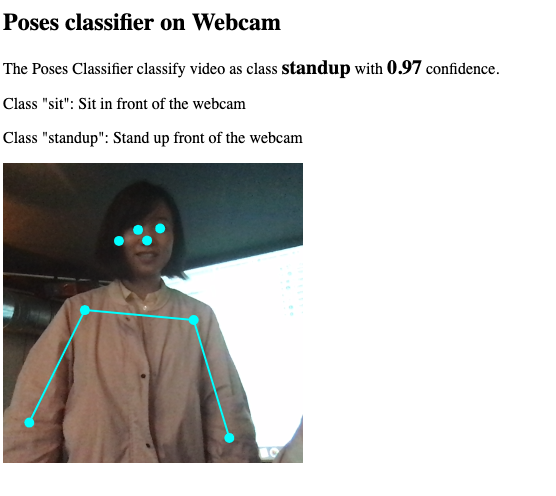 Poses classifier on Webcam
The Poses Classifier classify video as class standup with 0.97 confidence.
Class "sit": Sit in front of the webcam
Class "standup": Stand up front of the webcam